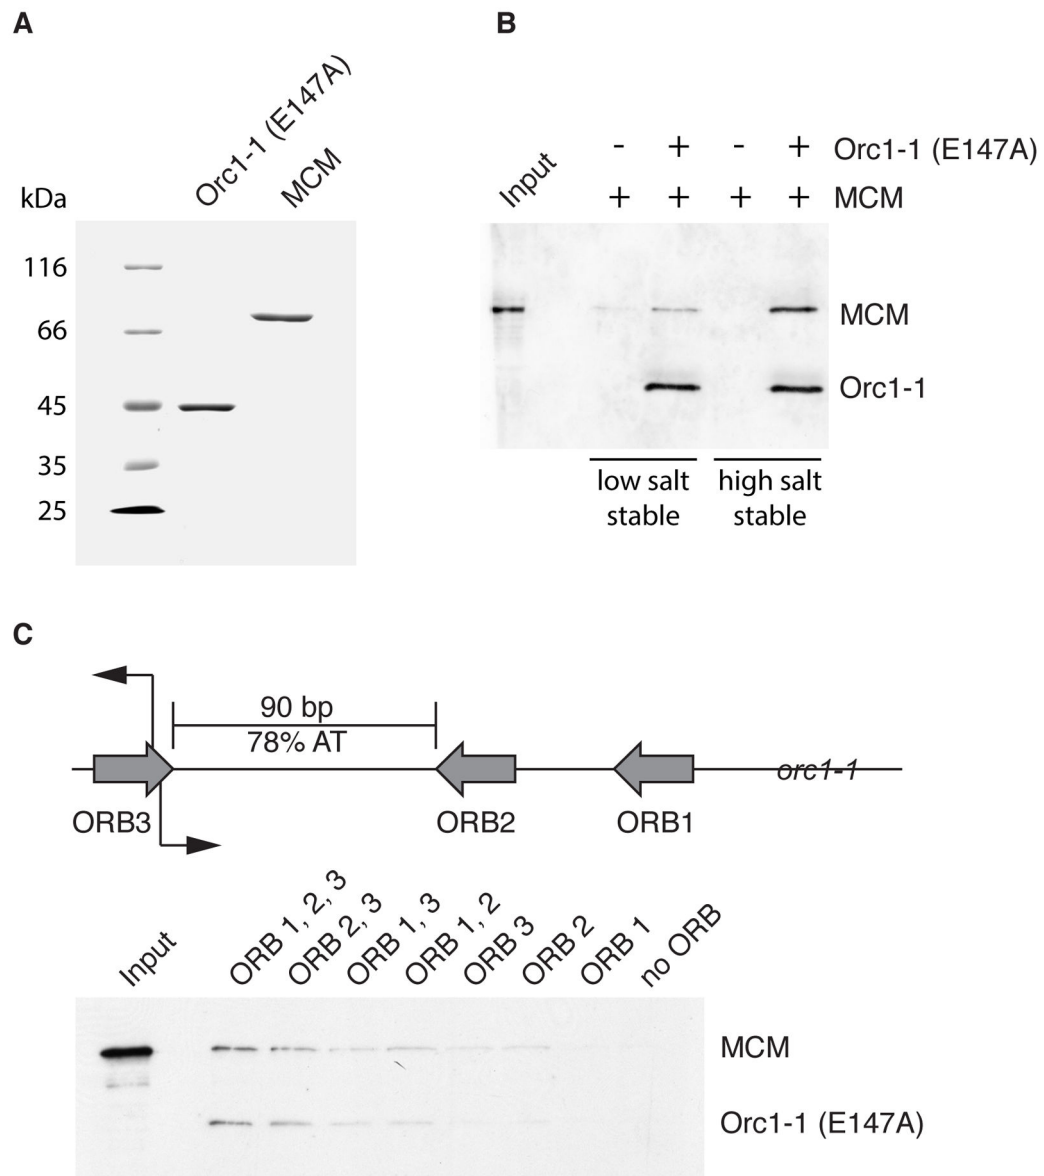 A
Orc1-1 (E147A)
MCM
kDa
116
66
45
35
25
B
Input
- + - + Orc1-1 (E147A)
+ + + + MCM
MCM
Orc1-1
low salt
stable
high salt
stable
C
90 bp
78% AT
orc1-1
ORB3
ORB2
ORB1
Input
ORB 1, 2, 3
ORB 2, 3
ORB 1, 3
ORB 1, 2
ORB 3
ORB 2
ORB 1
no ORB
MCM
Orc1-1 (E147A)